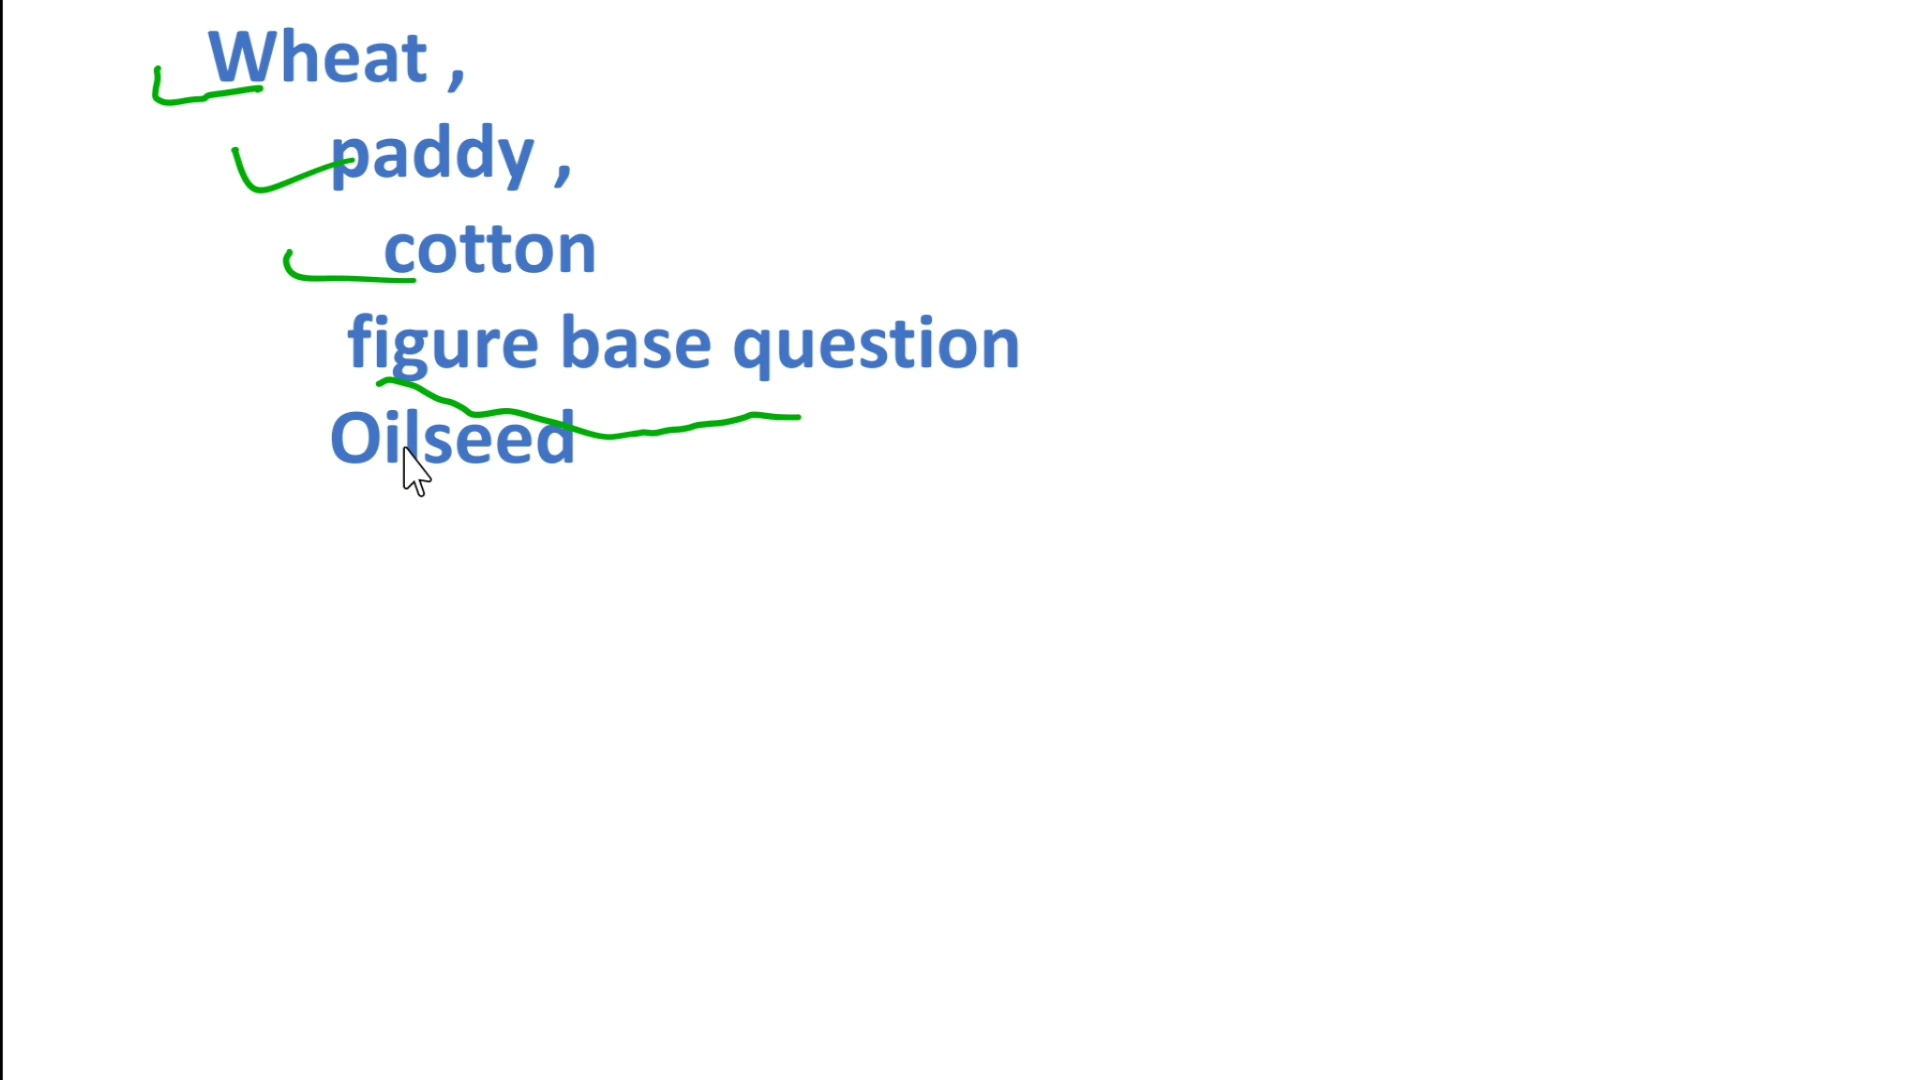 Wheat ,
paddy ,
cotton
figure base question
Oilseed